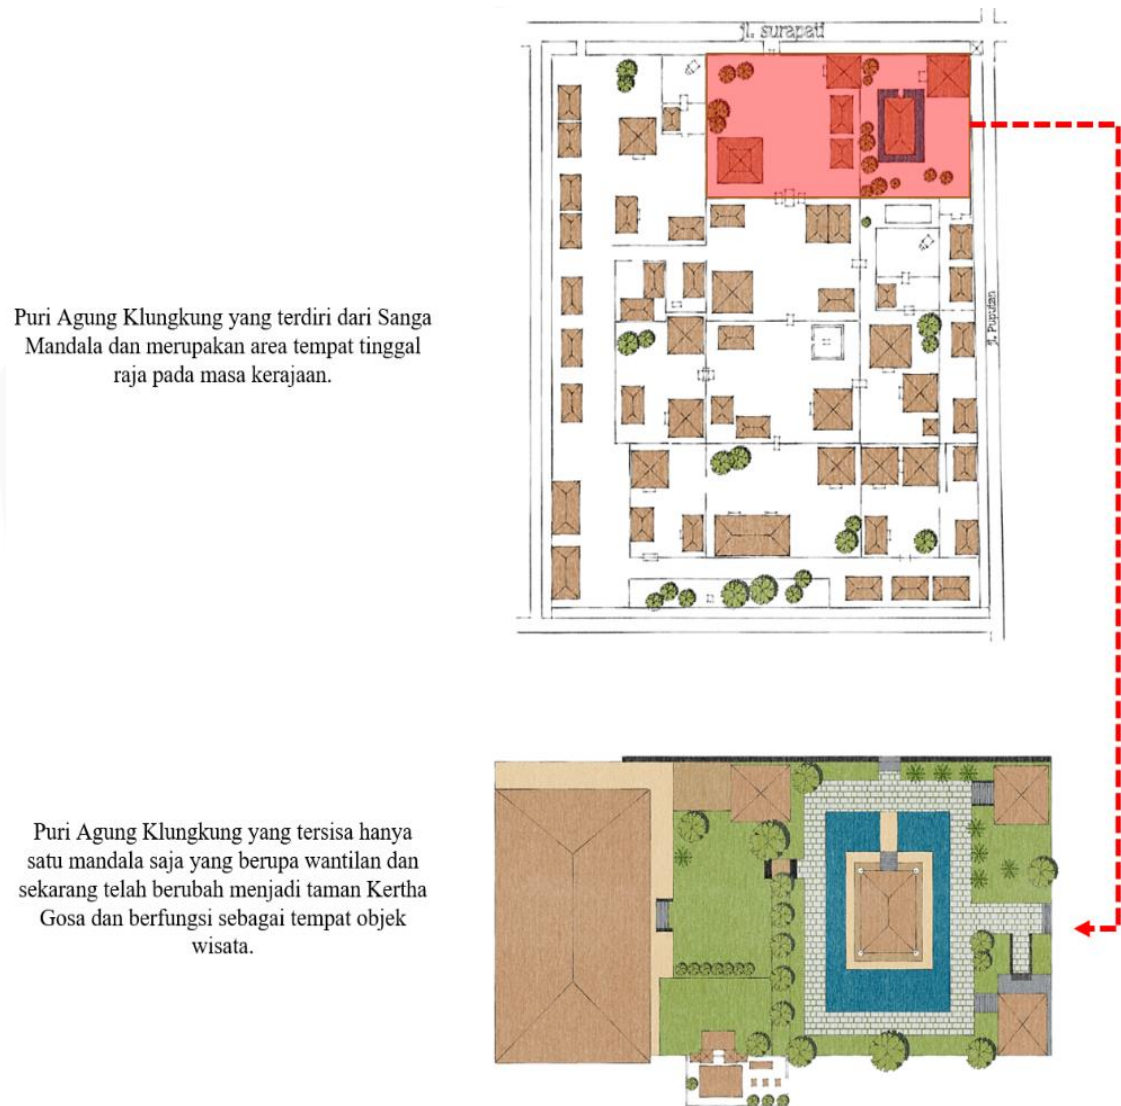 jl. surapati
jl. Puputan
Puri Agung Klungkung yang terdiri dari Sanga
Mandala dan merupakan area tempat tinggal
raja pada masa kerajaan.
Puri Agung Klungkung yang tersisa hanya
satu mandala saja yang berupa wantilan dan
sekarang telah berubah menjadi taman Kertha
Gosa dan berfungsi sebagai tempat objek
wisata.